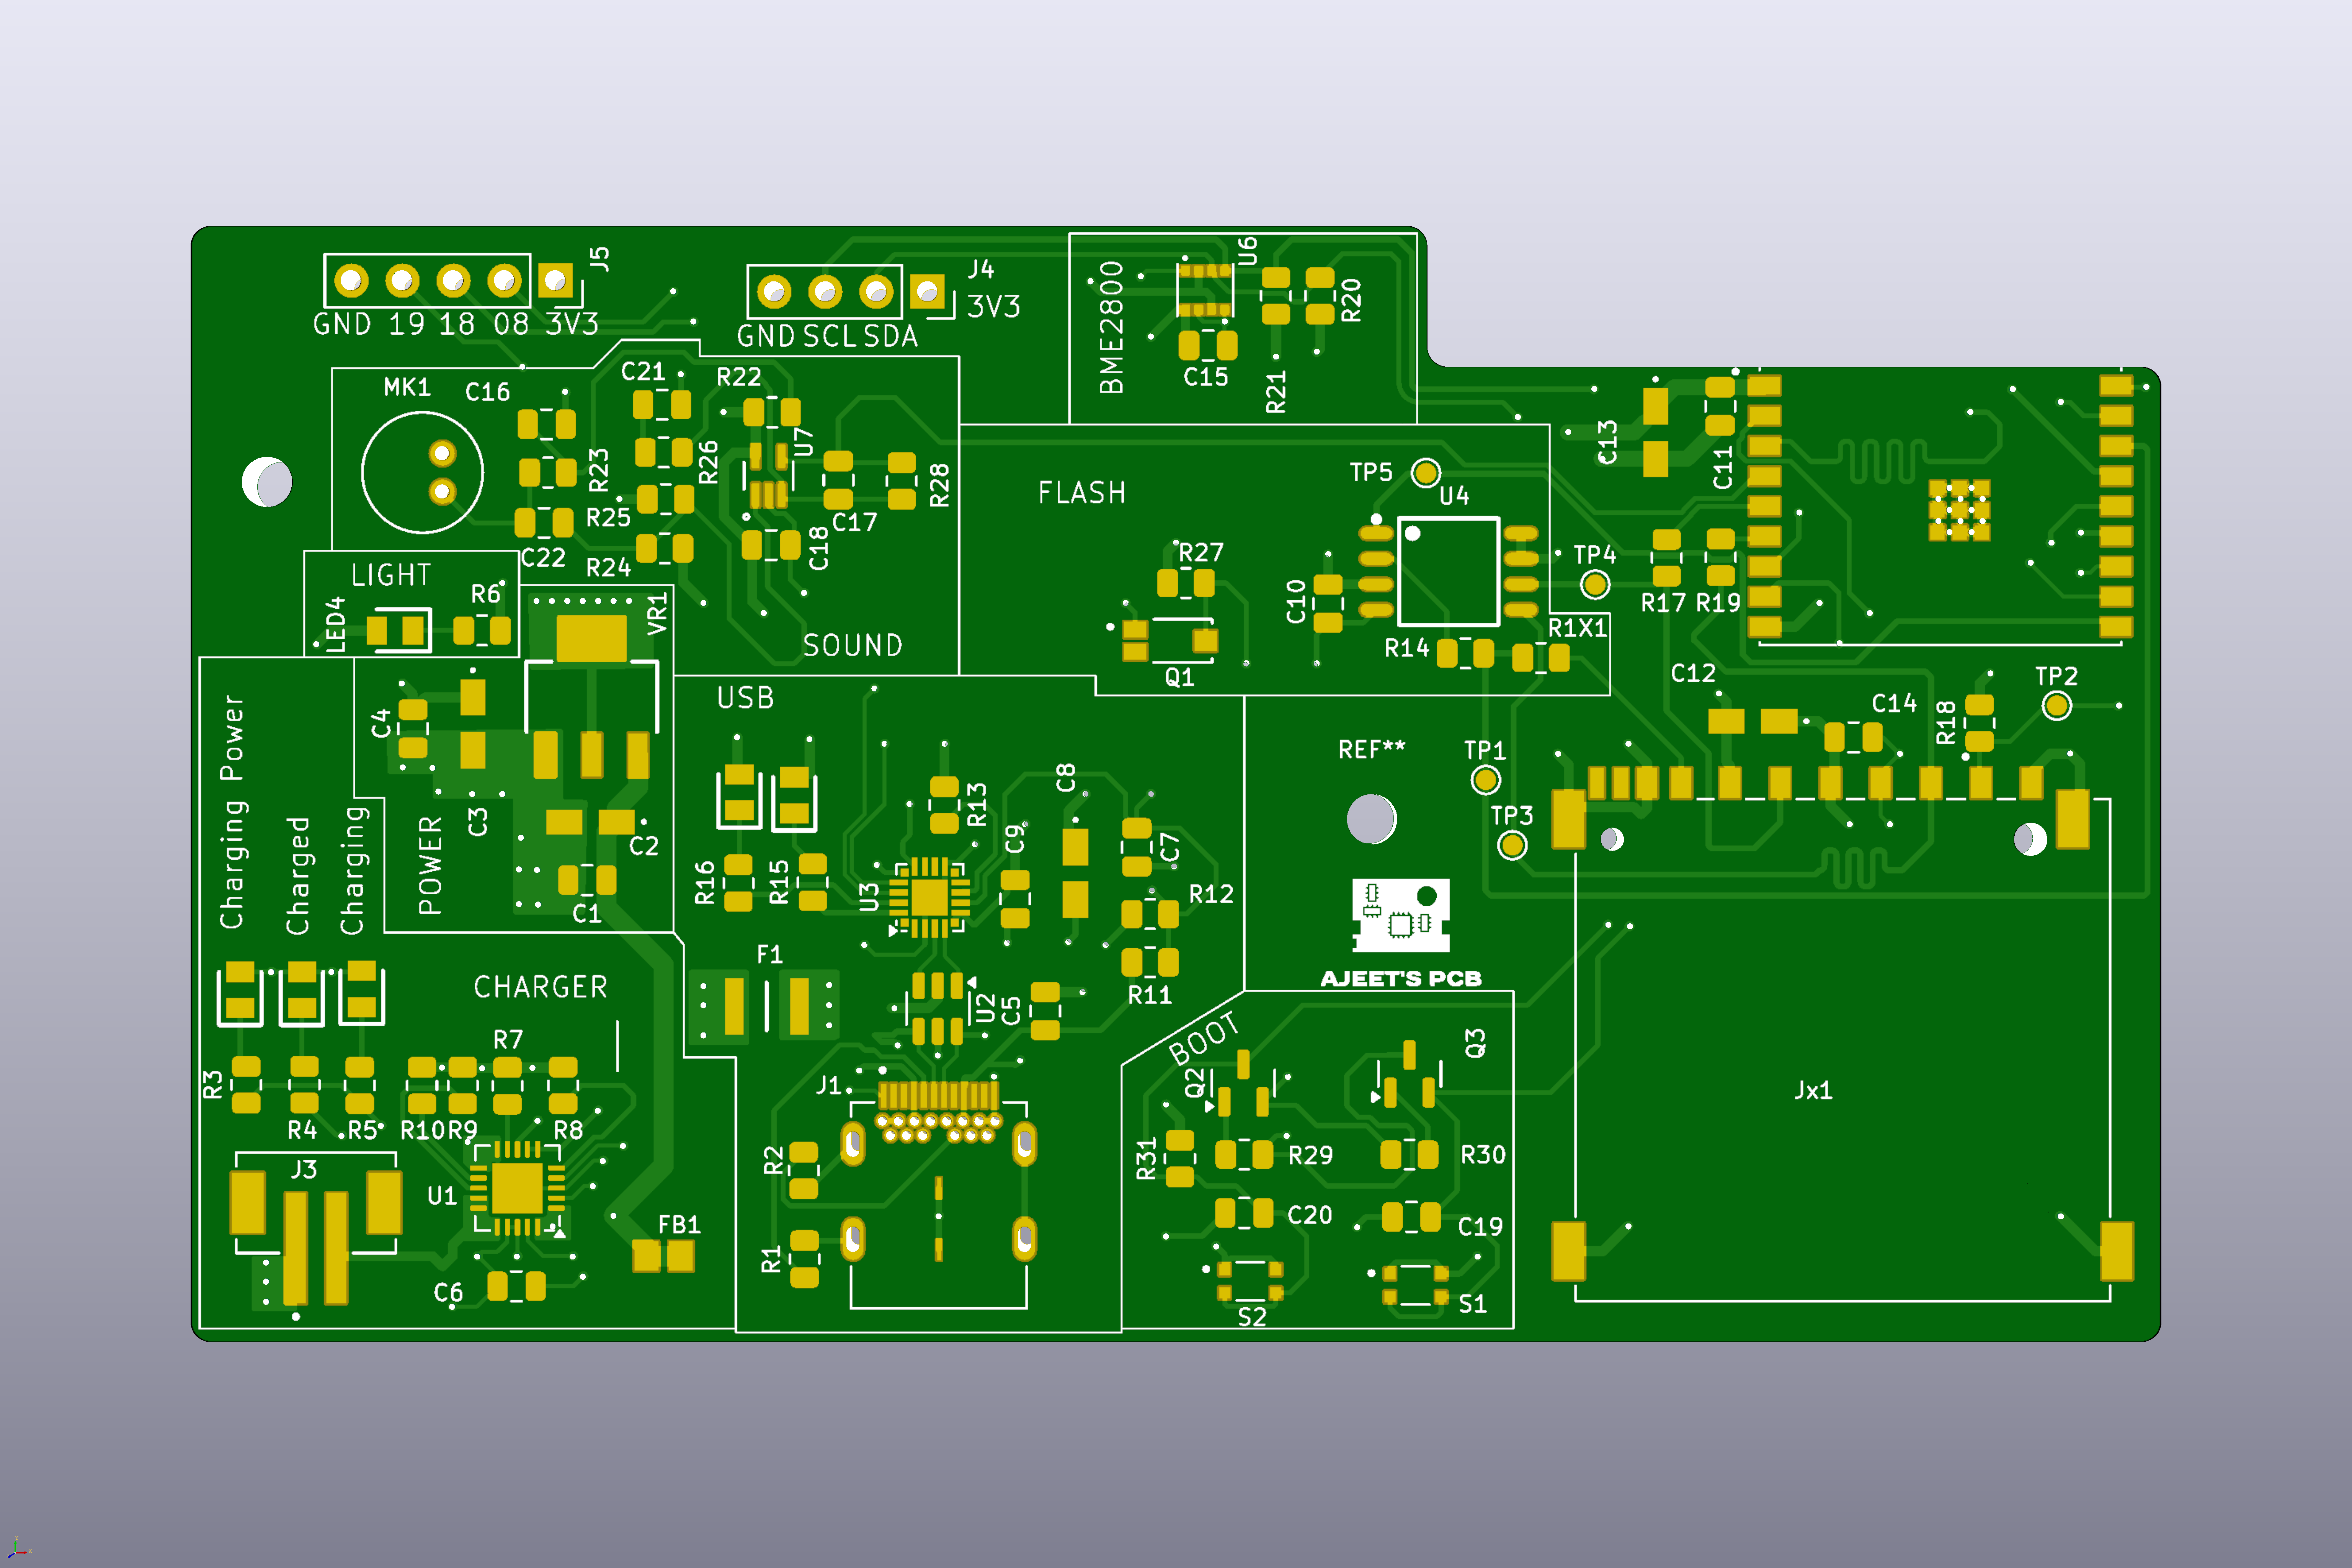 J5
GND 19 18 08 3V3
J4
3V3
GND SCL SDA
U6
BME2800
R20
C15
R21
MK1
C16
C21
R22
U7
R23
R26
R25
C22
R24
C18
C17
R28
FLASH
TP5
U4
C13
C11
TP4
R17
R19
R27
C10
R1X1
R14
Q1
LIGHT
R6
LED4
VR1
SOUND
C12
C14
R18
TP2
USB
Charging Power
Charged
Charging
C4
C3
POWER
C2
C1
R16
R15
R13
C9
C8
C7
U3
R12
R11
REF**
TP1
TP3
AJEET'S PCB
F1
U2
C5
CHARGER
BOOT
Q2
Q3
R3
R4
R5
R10
R9
R7
R8
J1
R2
R1
R31
R29
R30
Jx1
J3
U1
FB1
C6
C20
C19
S2
S1